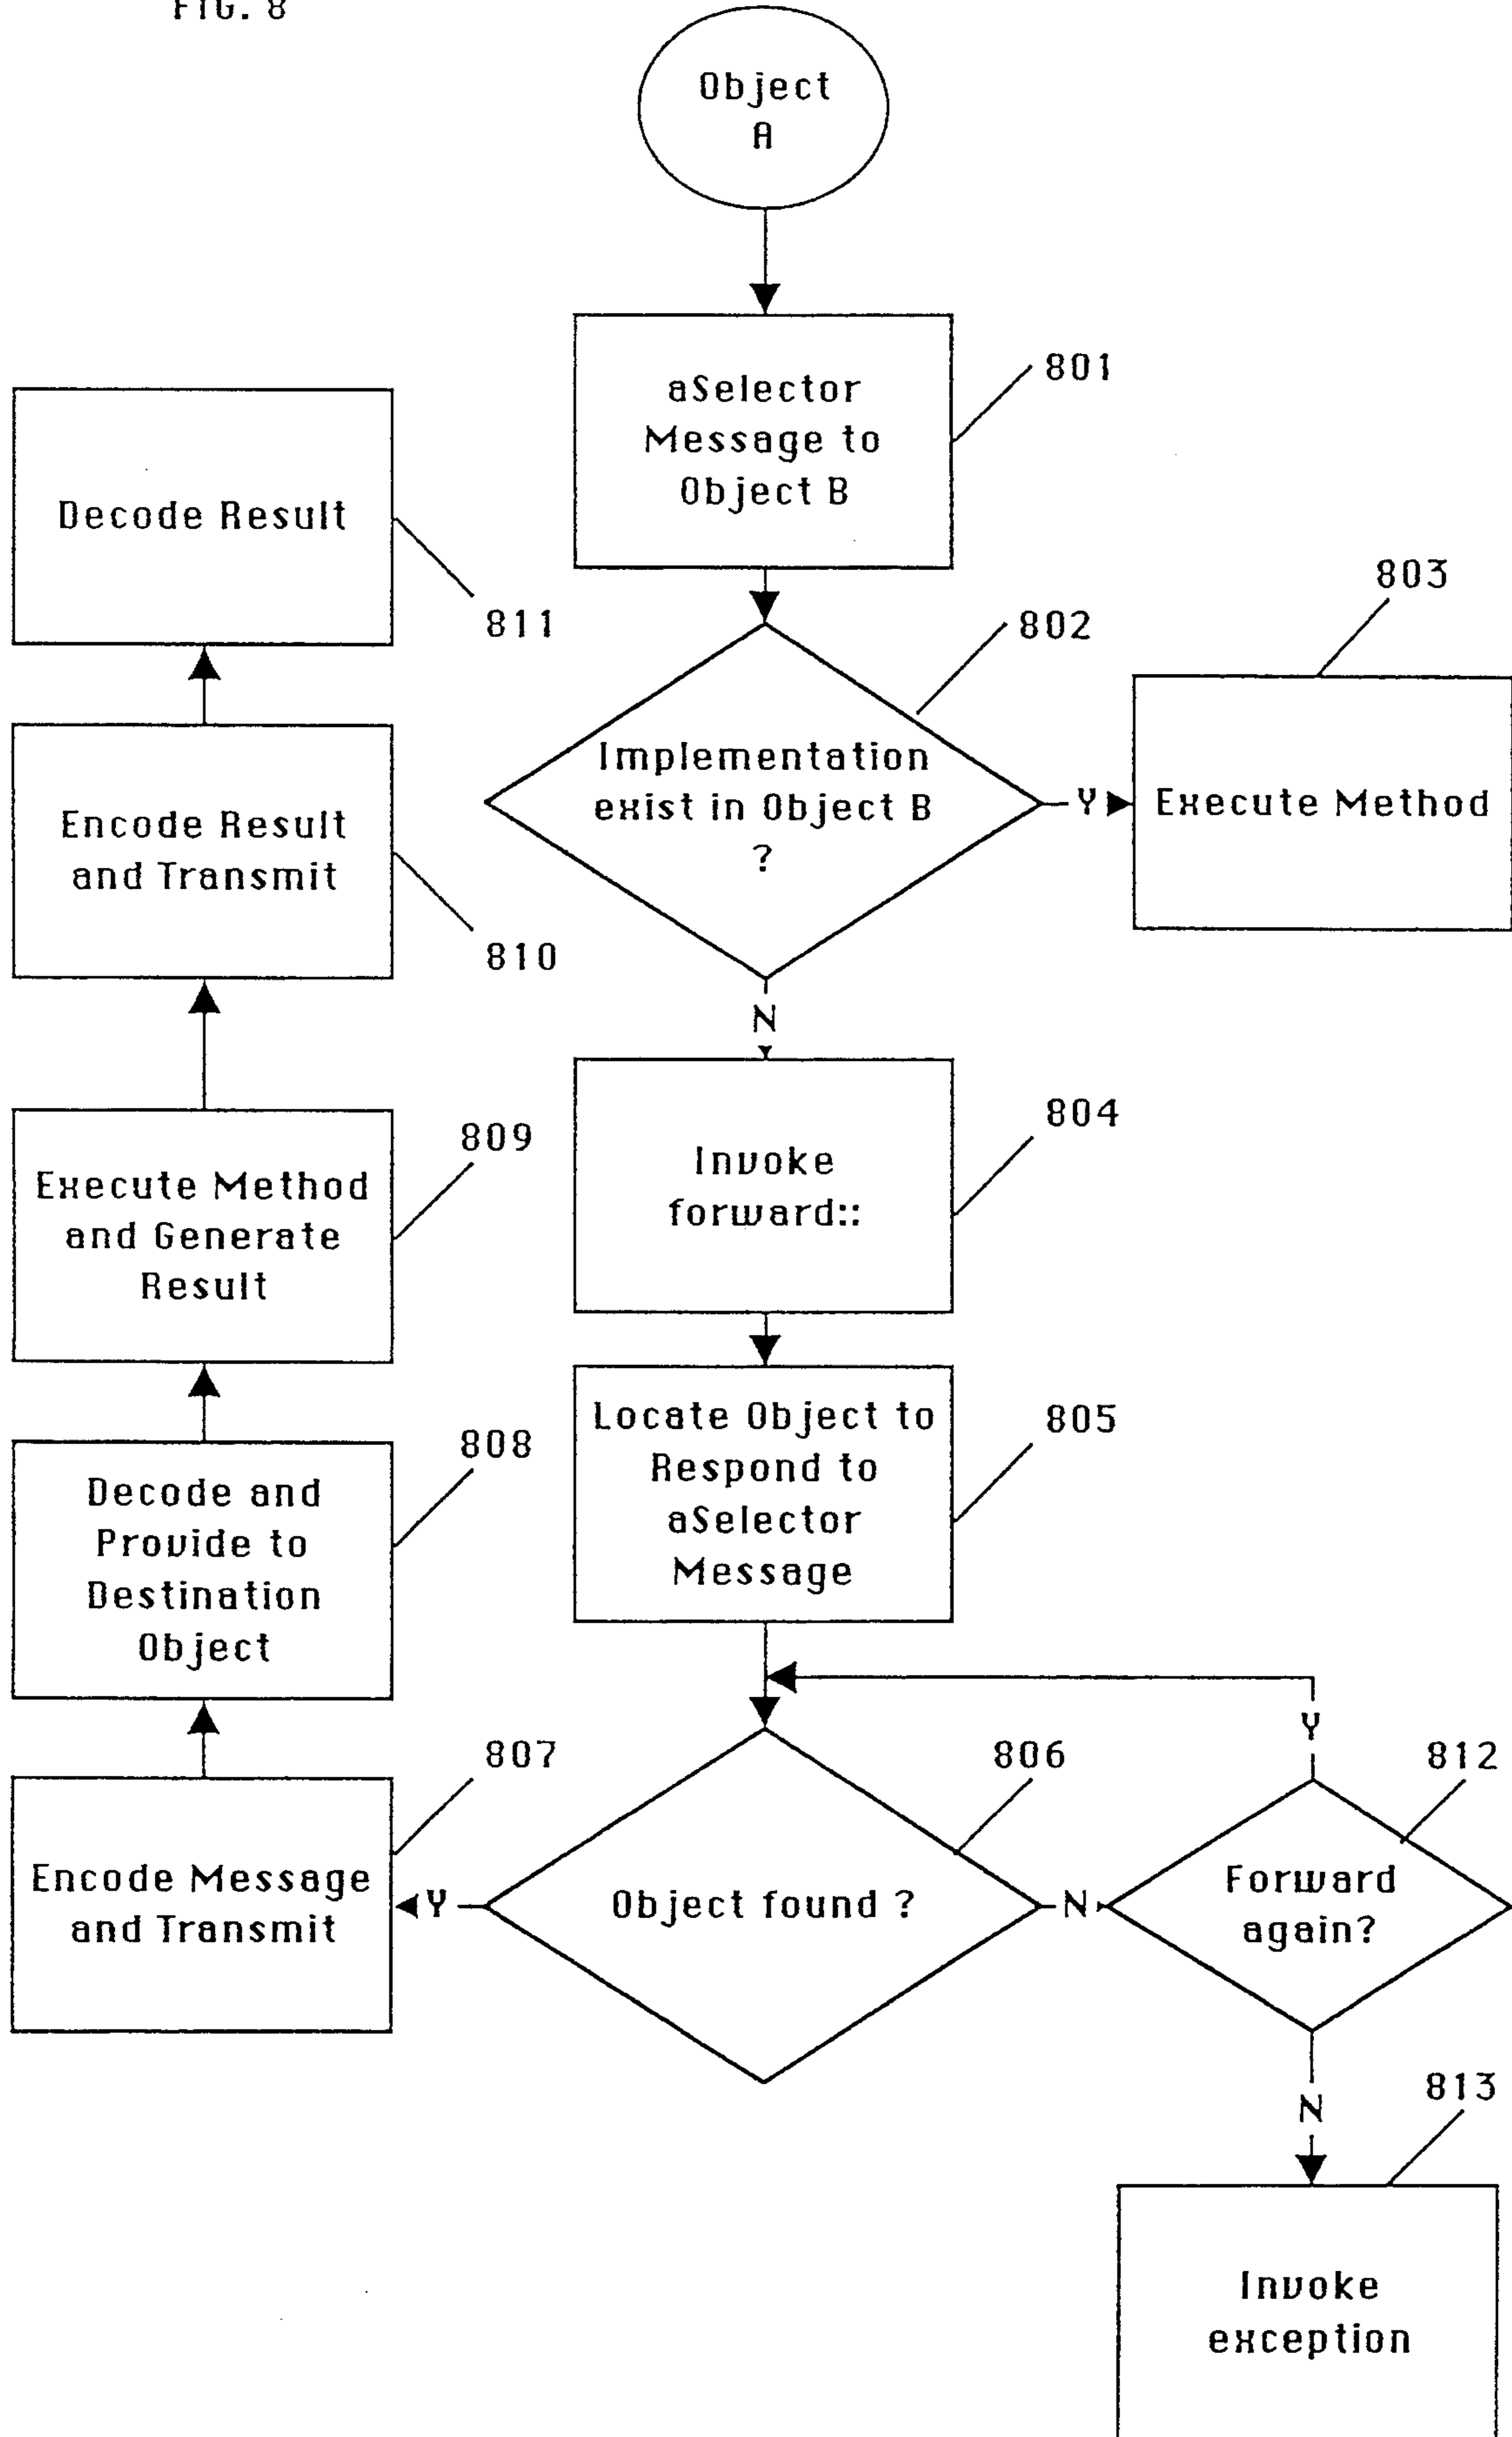 FIG. 8
Object
A
aSelector
Message to
Object B
801
Implementation
exist in Object B
?
802
Y
Execute Method
803
N
Invoke
forward::
804
Locate Object to
Respond to
aSelector
Message
805
Object found ?
806
Y
Encode Message
and Transmit
807
Decode and
Provide to
Destination
Object
808
Execute Method
and Generate
Result
809
Encode Result
and Transmit
810
Decode Result
811
N
Forward
again?
812
Y
N
Invoke
exception
813